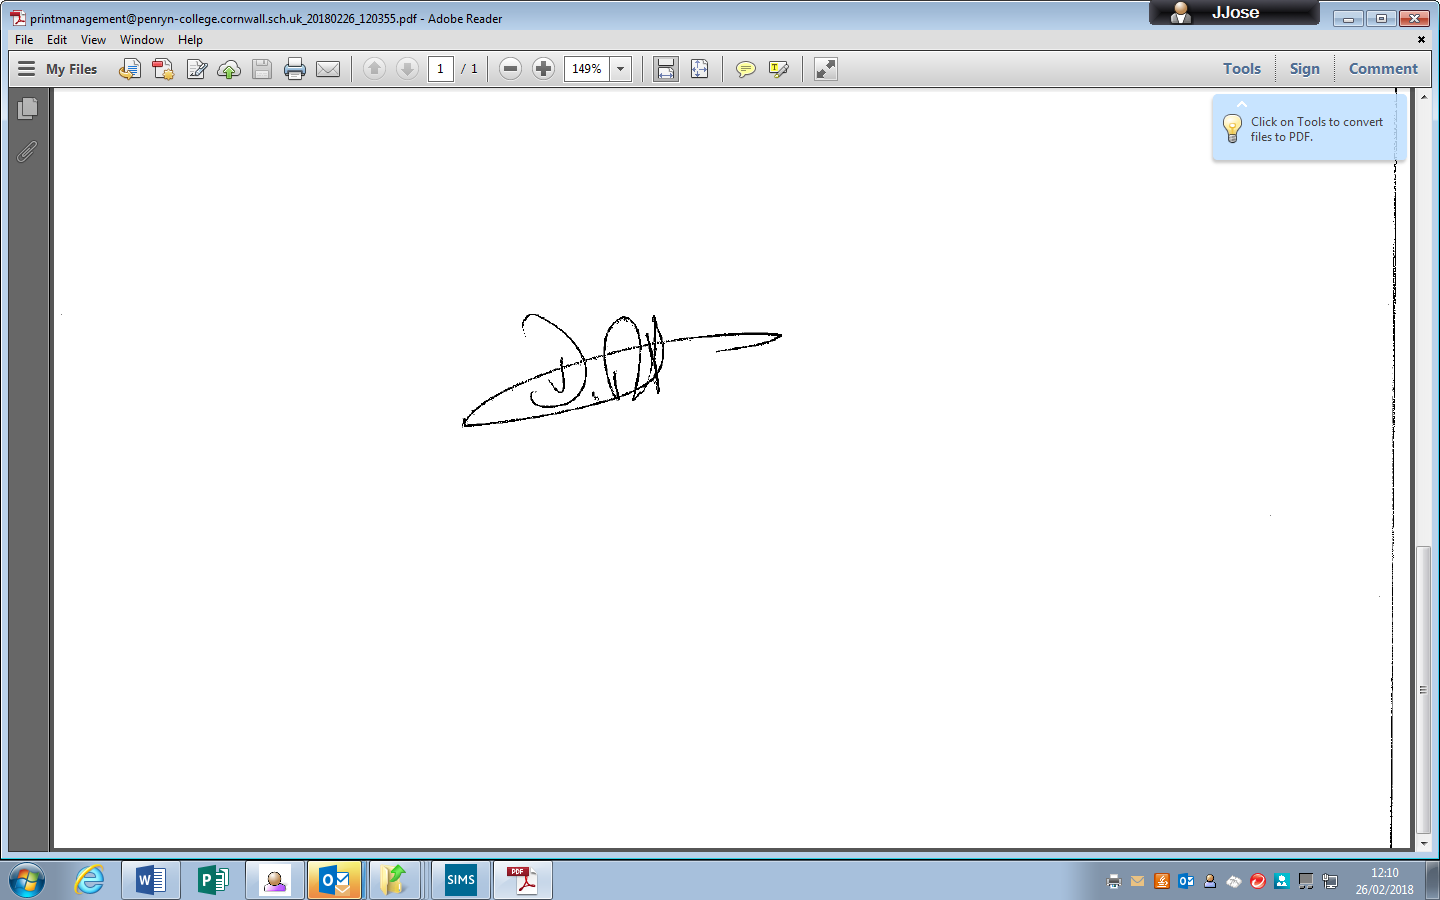 printmanagement@penryn-college.cornwall.sch.uk_20180226_120355.pdf - Adobe Reader
JJose
File Edit View Window Help
My Files 1 / 1 149% Tools Sign Comment
Click on Tools to convert
files to PDF.
SIMS
PDF
12:10
26/02/2018